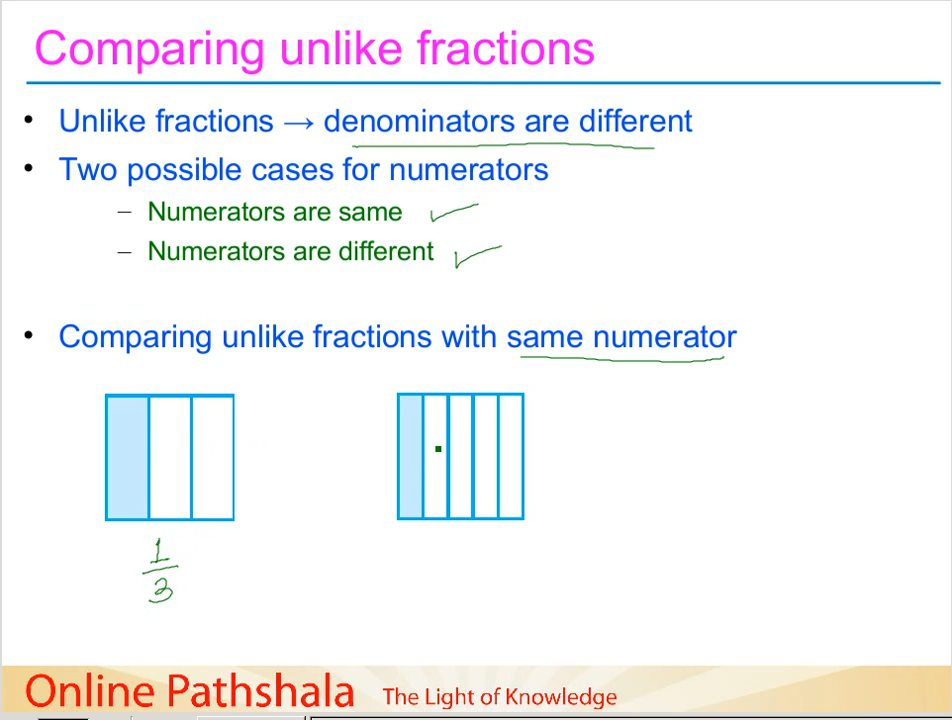 Comparing unlike fractions
• Unlike fractions → denominators are different
• Two possible cases for numerators
– Numerators are same
– Numerators are different
• Comparing unlike fractions with same numerator
1
3
Online Pathshala The Light of Knowledge